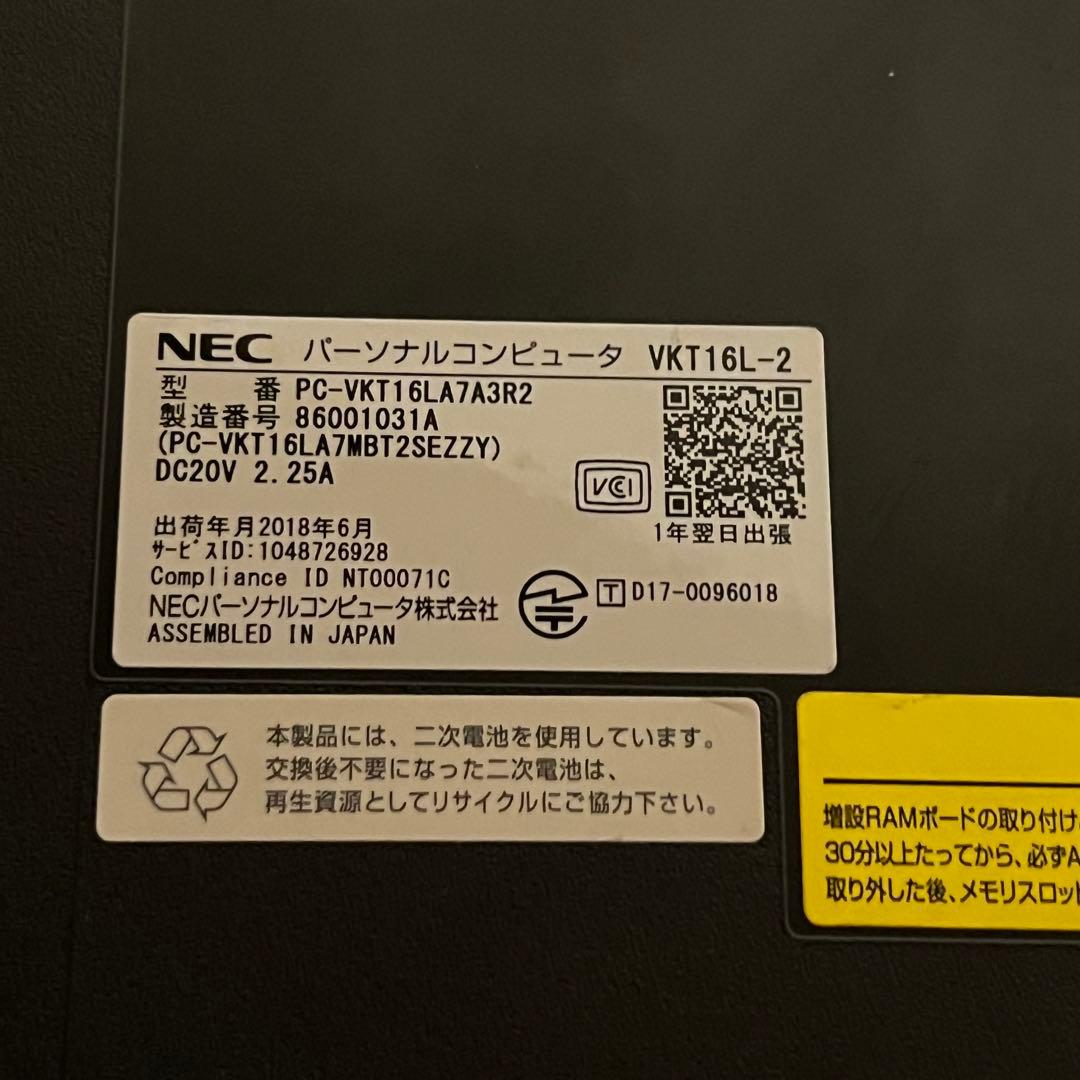 NEC パーソナルコンピュータ VKT16L-2
型 番 PC-VKT16LA7A3R2
製造番号 86001031A
(PC-VKT16LA7MBT2SEZZY)
DC20V 2.25A
VCI
1年翌日出張
出荷年月2018年6月
サービスID:1048726928
Compliance ID NT00071C
T D17-0096018
NECパーソナルコンピュータ株式会社
ASSEMBLED IN JAPAN
本製品には、二次電池を使用しています。
交換後不要になった二次電池は、
再生資源としてリサイクルにご協力下さい。
増設RAMボードの取り付け
30分以上たってから、必ずA
取り外した後、メモリスロット